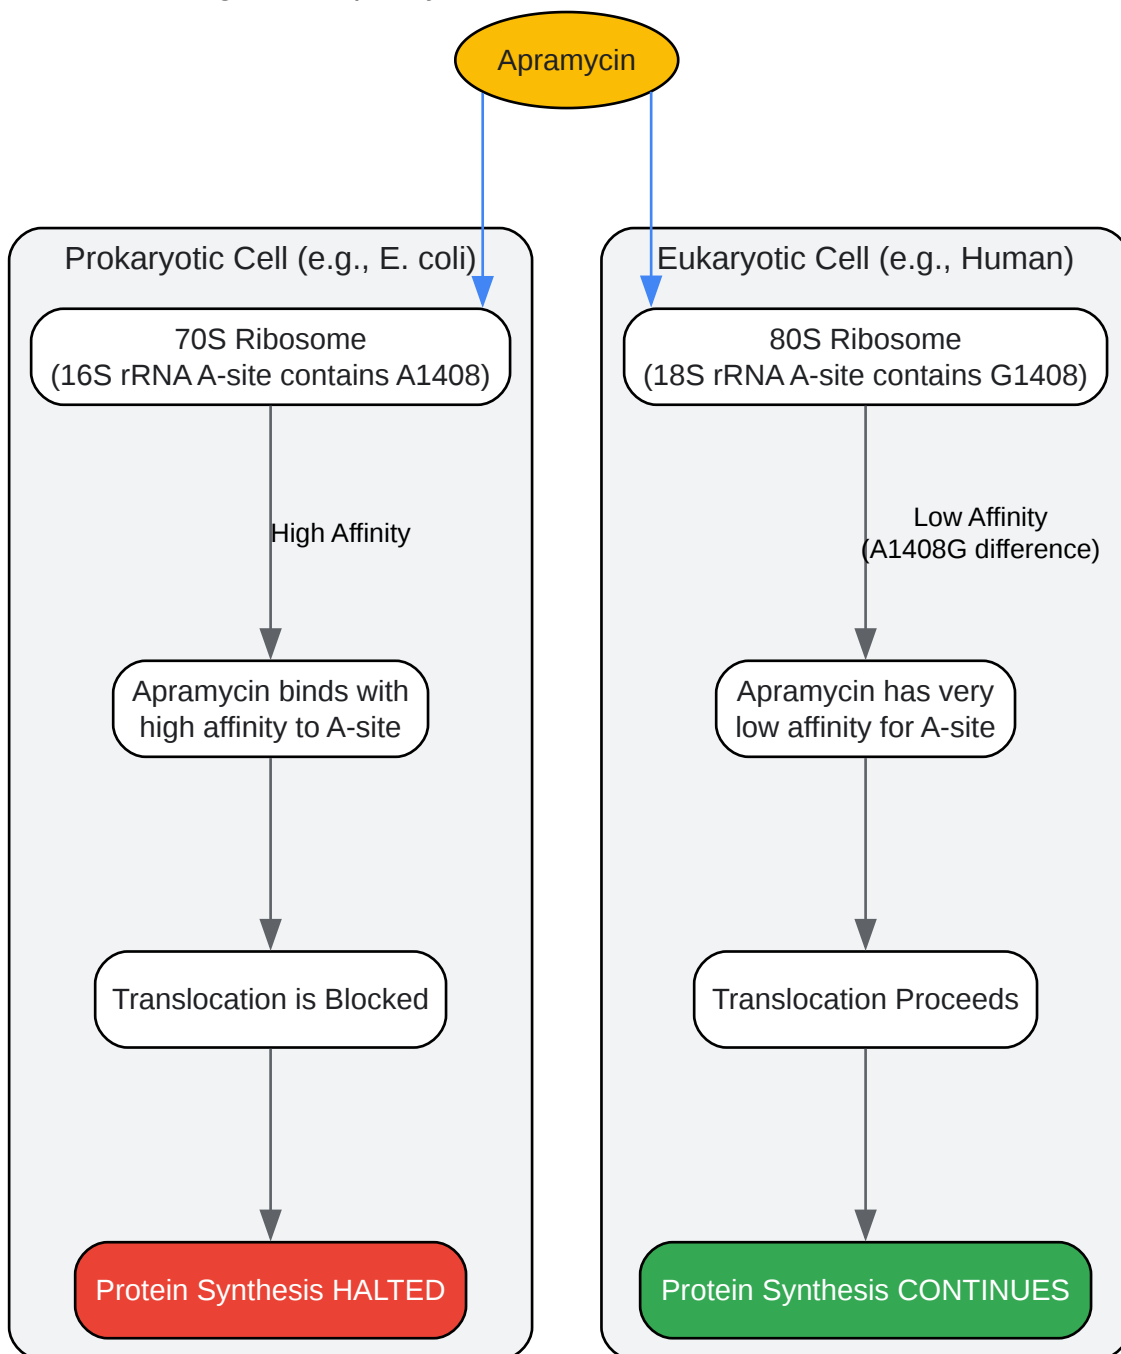 Apramycin
Prokaryotic Cell (e.g., E. coli)
70S Ribosome
(16S rRNA A-site contains A1408)
High Affinity
Apramycin binds with
high affinity to A-site
Translocation is Blocked
Protein Synthesis HALTED
Eukaryotic Cell (e.g., Human)
80S Ribosome
(18S rRNA A-site contains G1408)
Low Affinity
(A1408G difference)
Apramycin has very
low affinity for A-site
Translocation Proceeds
Protein Synthesis CONTINUES